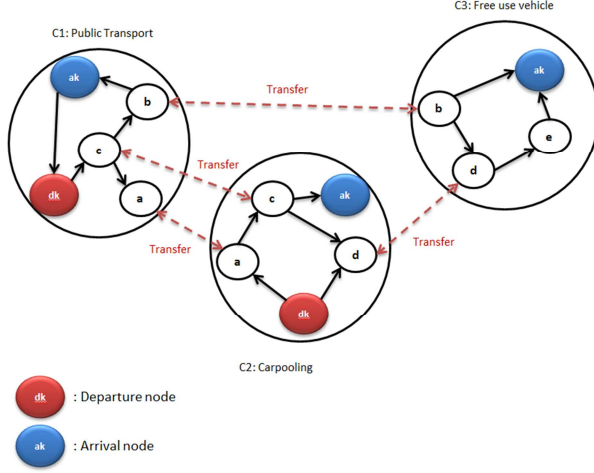 C3: Free use vehicle
C1: Public Transport
ak
ak
b
Transfer
b
c
e
Transfer
d
dk
a
c
ak
Transfer
Transfer
a
d
dk
C2: Carpooling
dk
: Departure node
ak
: Arrival node